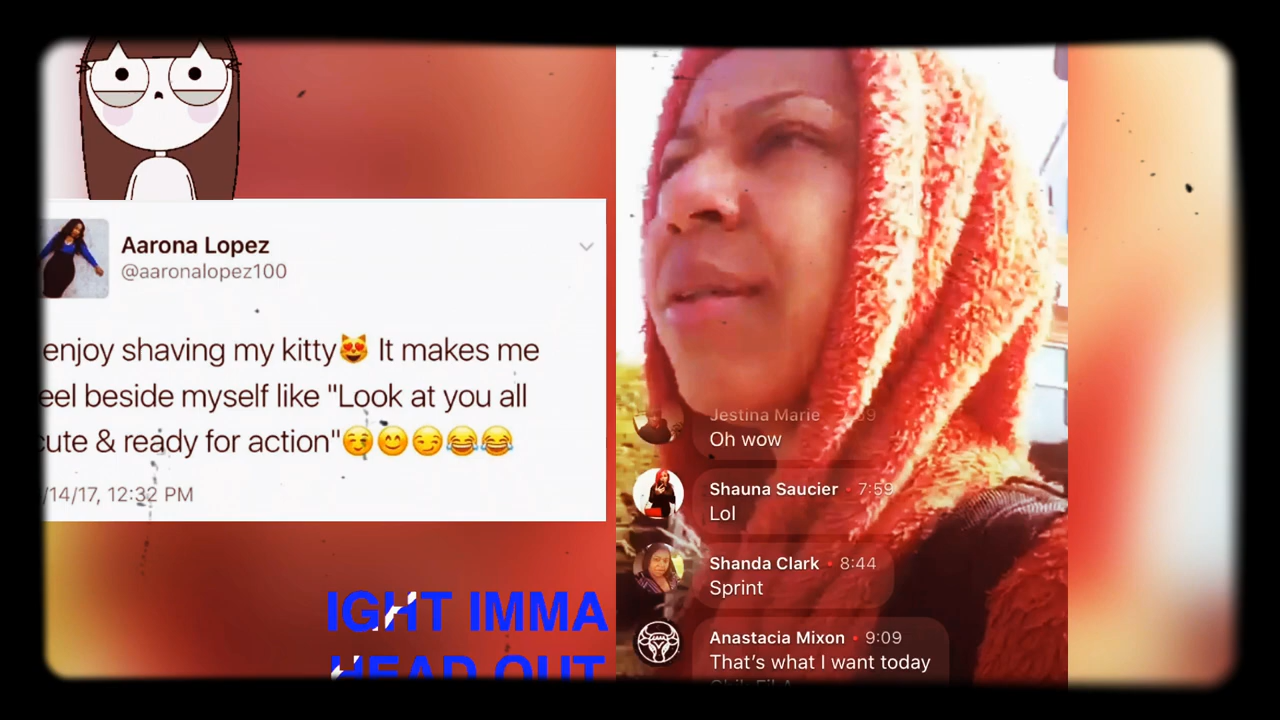 Aarona Lopez
@aaronalopez100
enjoy shaving my kitty😻 It makes me
eel beside myself like "Look at you all
cute & ready for action"😚😊😏😂😂
/14/17, 12:32 PM
IGHT IMMA
HEAD OUT
Jestina Marie
Oh wow
Shauna Saucier • 7:59
Lol
Shanda Clark • 8:44
Sprint
Anastacia Mixon • 9:09
That's what I want today